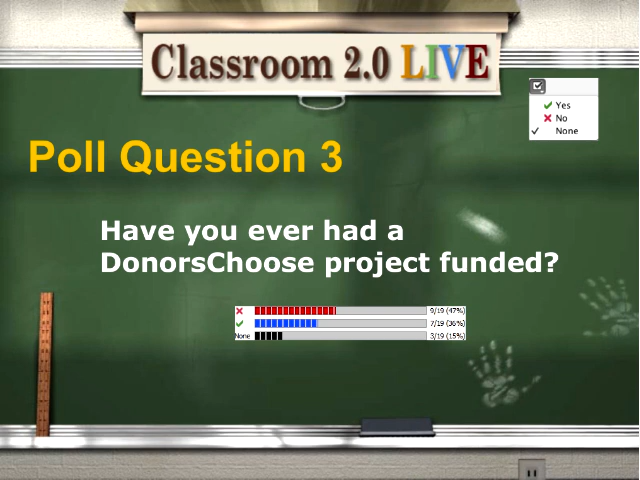 Classroom 2.0 LIVE
Yes
No
None
Poll Question 3
Have you ever had a
DonorsChoose project funded?
9/19 (47%)
7/19 (36%)
None 3/19 (15%)